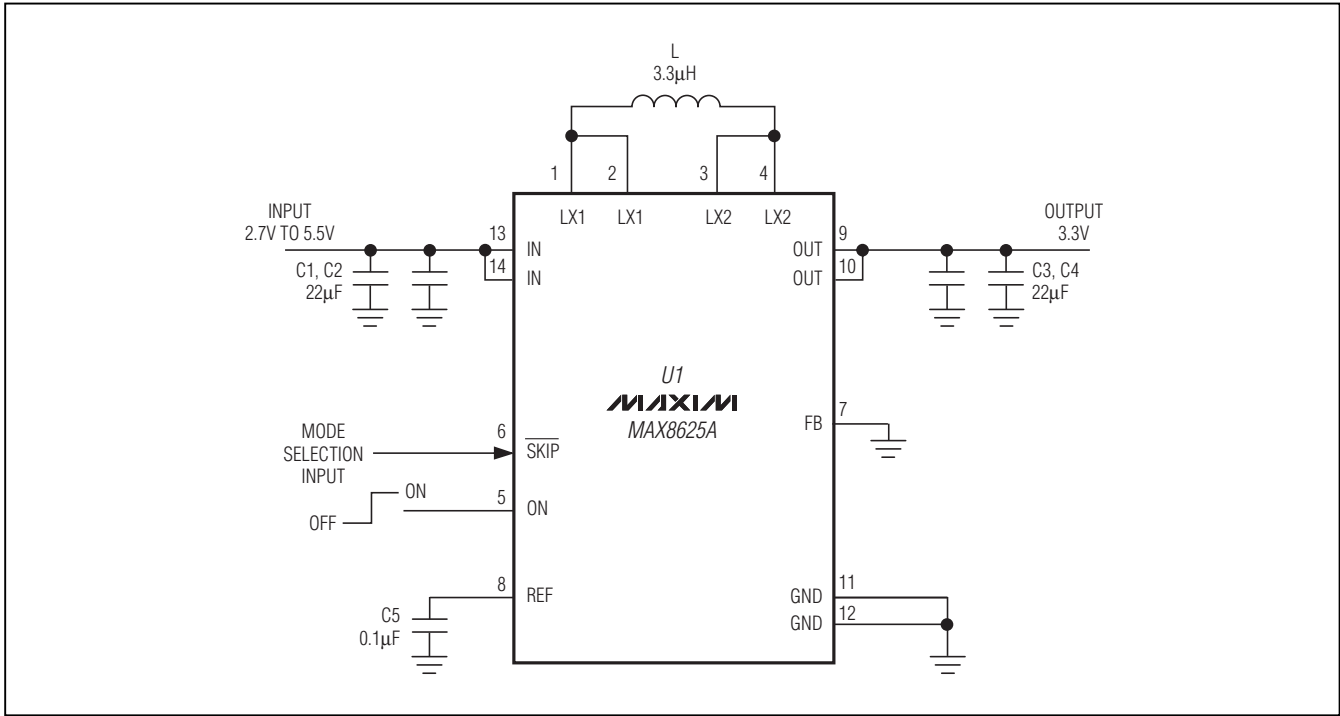 L
3.3μH
1
2
3
4
LX1
LX1
LX2
LX2
INPUT
2.7V TO 5.5V
13
IN
14
IN
C1, C2
22μF
OUTPUT
3.3V
9
OUT
10
OUT
C3, C4
22μF
U1
MAXIM
MAX8625A
7
FB
MODE
SELECTION
INPUT
6
SKIP
ON
OFF
5
ON
8
REF
C5
0.1μF
11
GND
12
GND